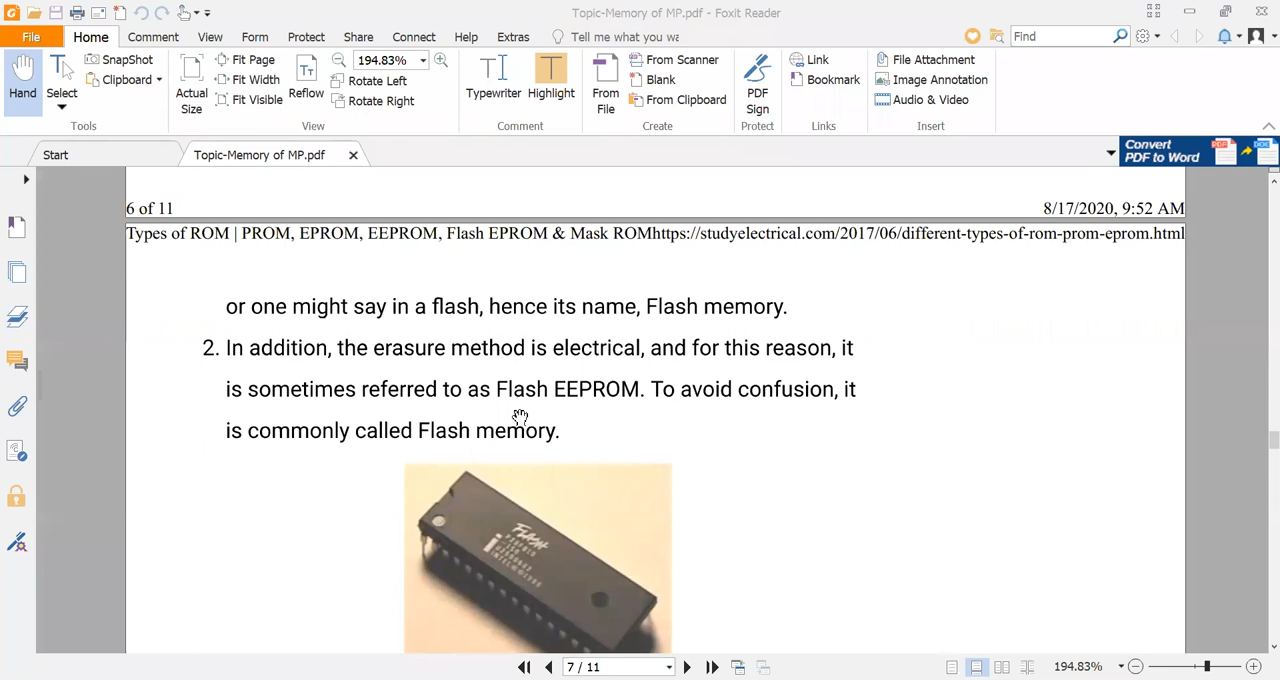 Topic-Memory of MP.pdf - Foxit Reader
File Home Comment View Form Protect Share Connect Help Extras Tell me what you wa Find
Hand Select SnapShot Clipboard Actual Size Fit Page Fit Width Fit Visible Reflow 194.83% Rotate Left Rotate Right Typewriter Highlight From File From Scanner Blank From Clipboard PDF Sign Link Bookmark File Attachment Image Annotation Audio & Video
Tools View Comment Create Protect Links Insert
Start Topic-Memory of MP.pdf Convert PDF to Word
6 of 11 8/17/2020, 9:52 AM
Types of ROM | PROM, EPROM, EEPROM, Flash EPROM & Mask ROMhttps://studyelectrical.com/2017/06/different-types-of-rom-prom-eprom.html
or one might say in a flash, hence its name, Flash memory.
2. In addition, the erasure method is electrical, and for this reason, it
is sometimes referred to as Flash EEPROM. To avoid confusion, it
is commonly called Flash memory.
FLASH
7 / 11 194.83%